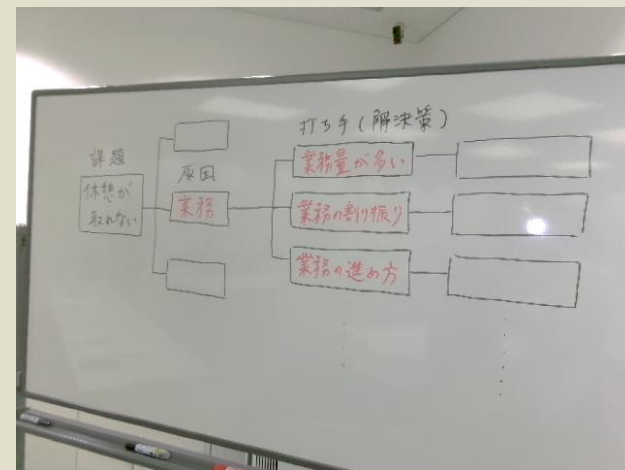 課題
休憩が
取れない
原因
業務
打ち手(解決策)
業務量が多い
業務の割り振り
業務の進め方